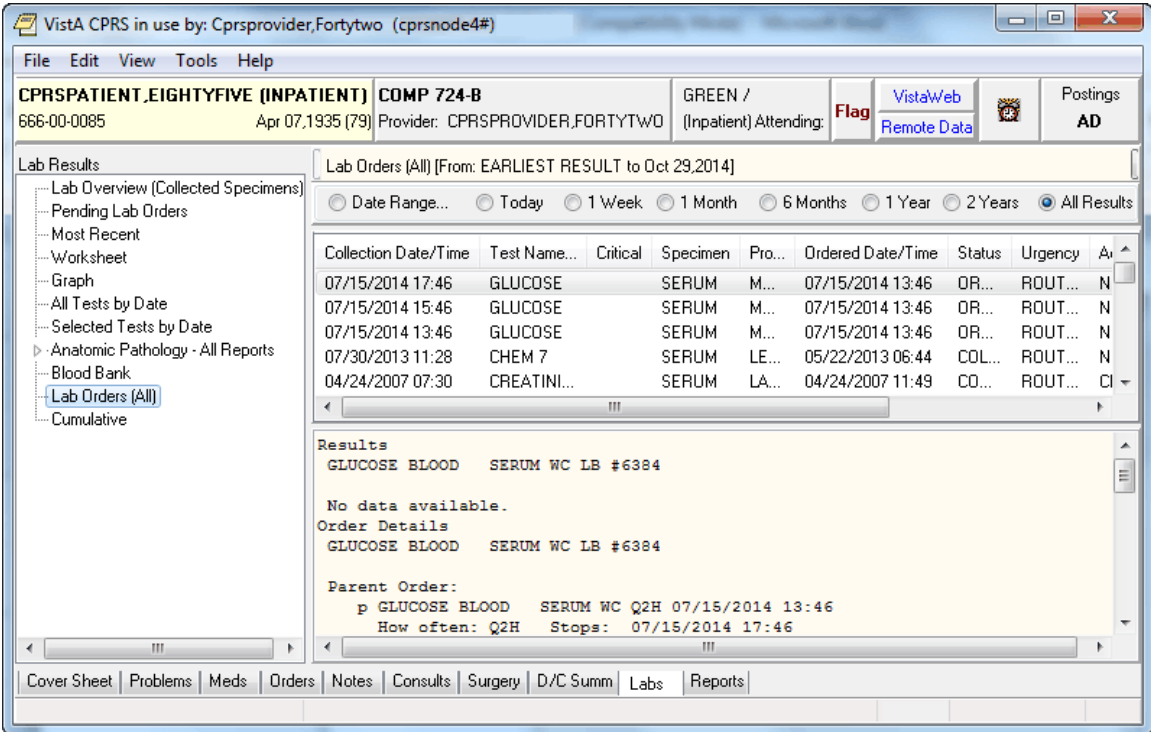 VistA CPRS in use by: Cprsprovider,Fortytwo (cprsnode4#)
File Edit View Tools Help
CPRSPATIENT,EIGHTYFIVE (INPATIENT) COMP 724-B GREEN / Flag VistaWeb Postings
666-00-0085 Apr 07,1935 (79) Provider: CPRSPROVIDER,FORTYTWO (Inpatient) Attending: Remote Data AD
Lab Results
Lab Overview (Collected Specimens)
Pending Lab Orders
Most Recent
Worksheet
Graph
All Tests by Date
Selected Tests by Date
Anatomic Pathology - All Reports
Blood Bank
Lab Orders (All)
Cumulative
Lab Orders (All) [From: EARLIEST RESULT to Oct 29,2014]
Date Range... Today 1 Week 1 Month 6 Months 1 Year 2 Years All Results
Collection Date/Time Test Name... Critical Specimen Pro... Ordered Date/Time Status Urgency
07/15/2014 17:46 GLUCOSE SERUM M... 07/15/2014 13:46 OR... ROUT... N
07/15/2014 15:46 GLUCOSE SERUM M... 07/15/2014 13:46 OR... ROUT... N
07/15/2014 13:46 GLUCOSE SERUM M... 07/15/2014 13:46 OR... ROUT... N
07/30/2013 11:28 CHEM 7 SERUM LE... 05/22/2013 06:44 COL... ROUT... N
04/24/2007 07:30 CREATINI... SERUM LA... 04/24/2007 11:49 CO... ROUT...
Results
GLUCOSE BLOOD SERUM WC LB #6384
No data available.
Order Details
GLUCOSE BLOOD SERUM WC LB #6384
Parent Order:
p GLUCOSE BLOOD SERUM WC Q2H 07/15/2014 13:46
How often: Q2H Stops: 07/15/2014 17:46
Cover Sheet Problems Meds Orders Notes Consults Surgery D/C Summ Labs Reports